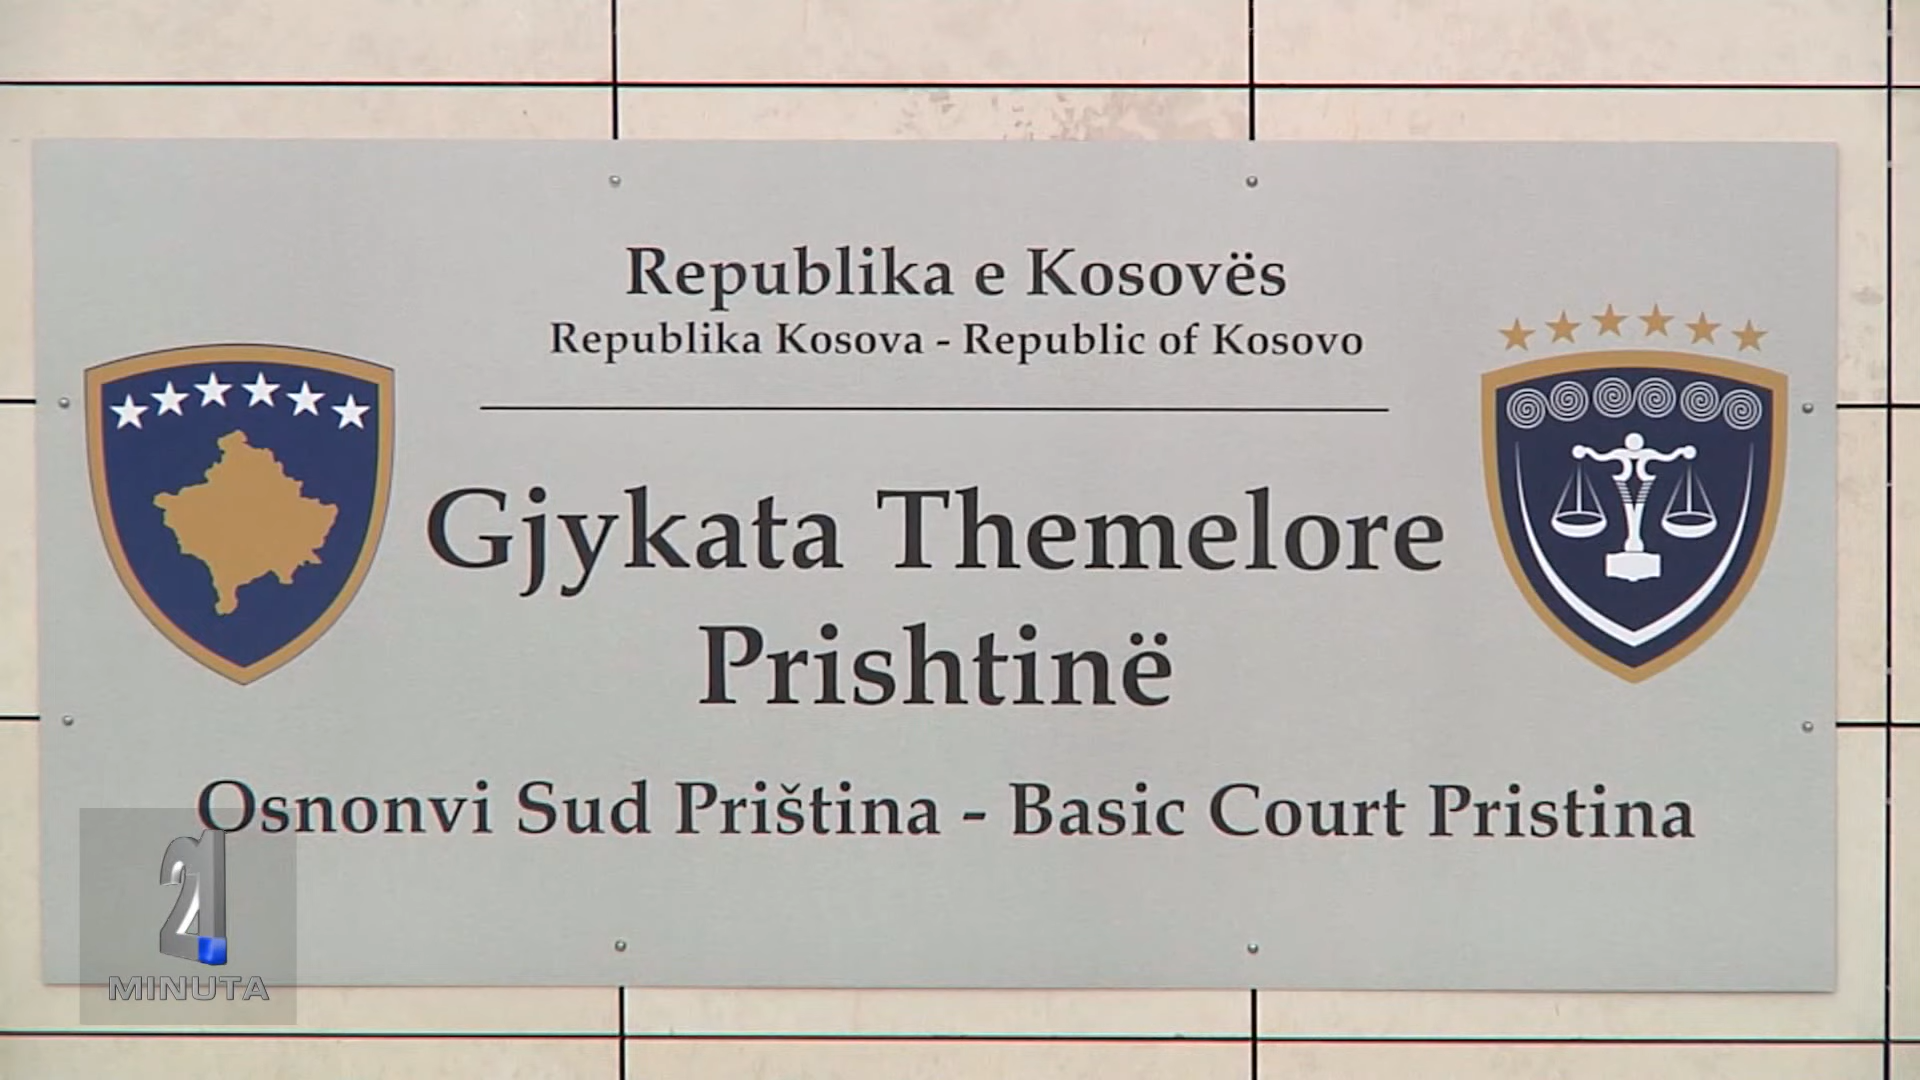 Republika e Kosovës
Republika Kosova - Republic of Kosovo
Gjykata Themelore
Prishtinë
Osnonvi Sud Priština - Basic Court Pristina
21
MINUTA